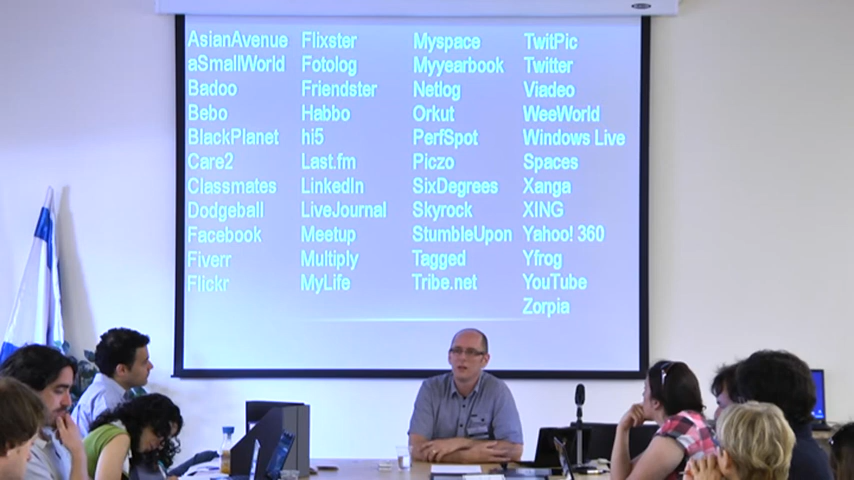 AsianAvenue
aSmallWorld
Badoo
Bebo
BlackPlanet
Care2
Classmates
Dodgeball
Facebook
Fiverr
Flickr
Flixster
Fotolog
Friendster
Habbo
hi5
Last.fm
LinkedIn
LiveJournal
Meetup
Multiply
MyLife
Myspace
Myyearbook
Netlog
Orkut
PerfSpot
Piczo
SixDegrees
Skyrock
StumbleUpon
Tagged
Tribe.net
TwitPic
Twitter
Viadeo
WeeWorld
Windows Live
Spaces
Xanga
XING
Yahoo! 360
Yfrog
YouTube
Zorpia